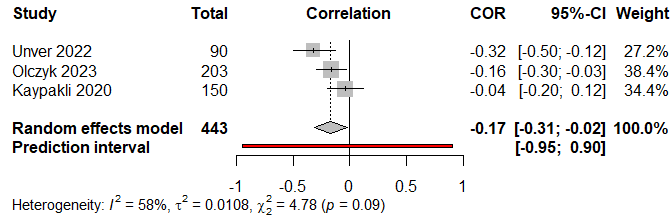 Study Total Correlation COR 95%-CI Weight
Unver 2022 90 -0.32 [-0.50; -0.12] 27.2%
Olczyk 2023 203 -0.16 [-0.30; -0.03] 38.4%
Kaypakli 2020 150 -0.04 [-0.20; 0.12] 34.4%
Random effects model 443 -0.17 [-0.31; -0.02] 100.0%
Prediction interval [-0.95; 0.90]
-1 -0.5 0 0.5 1
Heterogeneity: I² = 58%, τ² = 0.0108, χ²₂ = 4.78 (p = 0.09)